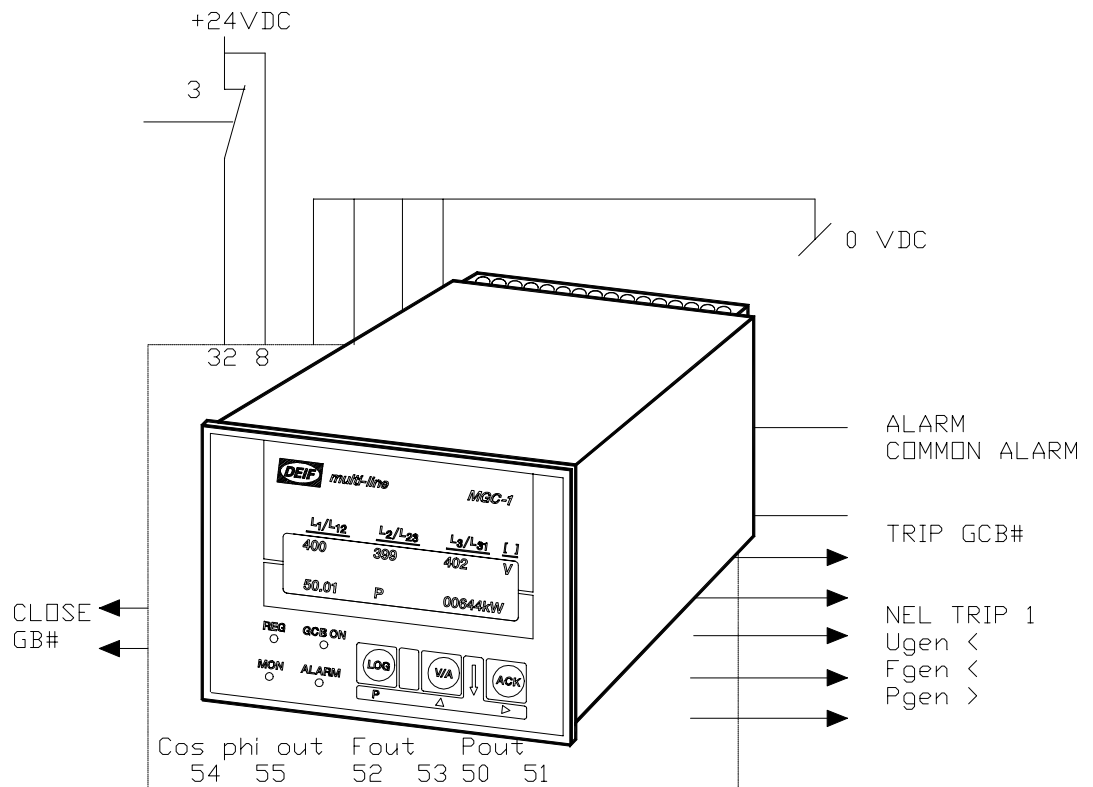 +24VDC
3
0 VDC
32 8
ALARM
COMMON ALARM
DEIF multi-line MGC-1
L1/L12 L2/L23 L3/L31 [ ]
400 399 402 V
50.01 P 00644kW
TRIP GCB#
CLOSE
GB#
NEL TRIP 1
Ugen <
Fgen <
Pgen >
REG GCB ON
MON ALARM
LOG V/A ACK
P
Cos phi out Fout Pout
54 55 52 53 50 51